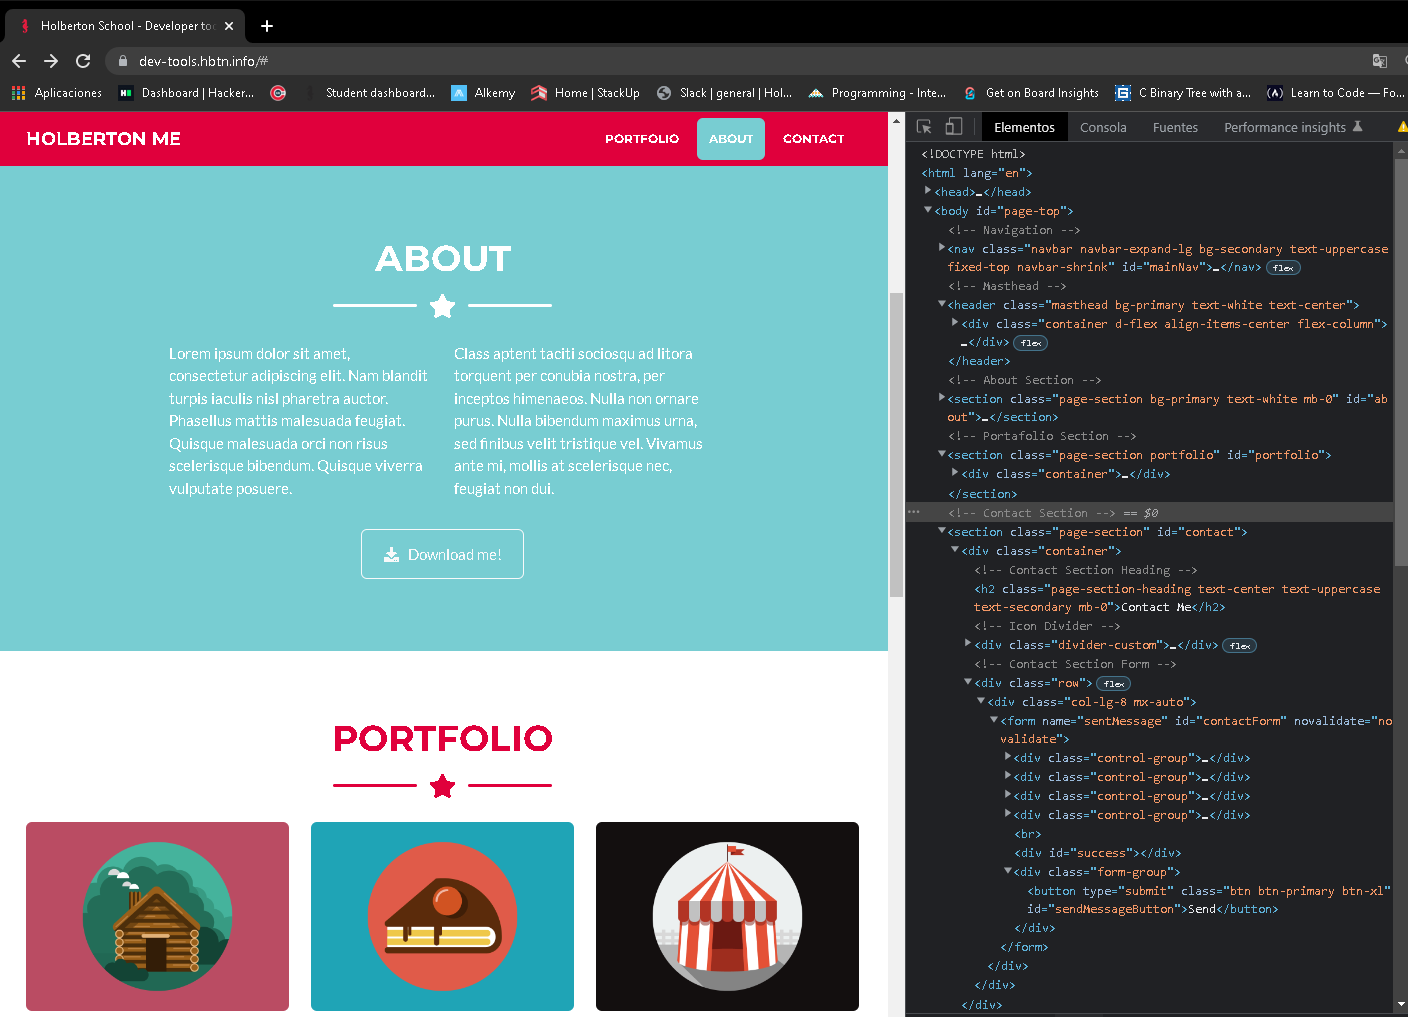 Holberton School - Developer to
dev-tools.hbtn.info/#
Aplicaciones
Dashboard | Hacker...
Student dashboard...
Alkemy
Home | StackUp
Slack | general | Hol...
Programming - Inte...
Get on Board Insights
C Binary Tree with a...
Learn to Code — Fo...
HOLBERTON ME
PORTFOLIO
ABOUT
CONTACT
ABOUT
Lorem ipsum dolor sit amet,
consectetur adipiscing elit. Nam blandit
turpis iaculis nisl pharetra auctor.
Phasellus mattis malesuada feugiat.
Quisque malesuada orci non risus
scelerisque bibendum. Quisque viverra
vulputate posuere.
Class aptent taciti sociosqu ad litora
torquent per conubia nostra, per
inceptos himenaeos. Nulla non ornare
purus. Nulla bibendum maximus urna,
sed finibus velit tristique vel. Vivamus
ante mi, mollis at scelerisque nec,
feugiat non dui.
Download me!
PORTFOLIO
Elementos
Consola
Fuentes
Performance insights
<!DOCTYPE html>
<html lang="en">
<head>…</head>
<body id="page-top">
<!-- Navigation -->
<nav class="navbar navbar-expand-lg bg-secondary text-uppercase
fixed-top navbar-shrink" id="mainNav">…</nav> flex
<!-- Masthead -->
<header class="masthead bg-primary text-white text-center">
<div class="container d-flex align-items-center flex-column">
…</div> flex
</header>
<!-- About Section -->
<section class="page-section bg-primary text-white mb-0" id="ab
out">…</section>
<!-- Portafolio Section -->
<section class="page-section portfolio" id="portfolio">
<div class="container">…</div>
</section>
<!-- Contact Section --> == $0
<section class="page-section" id="contact">
<div class="container">
<!-- Contact Section Heading -->
<h2 class="page-section-heading text-center text-uppercase
text-secondary mb-0">Contact Me</h2>
<!-- Icon Divider -->
<div class="divider-custom">…</div> flex
<!-- Contact Section Form -->
<div class="row"> flex
<div class="col-lg-8 mx-auto">
<form name="sentMessage" id="contactForm" novalidate="no
validate">
<div class="control-group">…</div>
<div class="control-group">…</div>
<div class="control-group">…</div>
<div class="control-group">…</div>
<br>
<div id="success"></div>
<div class="form-group">
<button type="submit" class="btn btn-primary btn-xl"
id="sendMessageButton">Send</button>
</div>
</form>
</div>
</div>
</div>